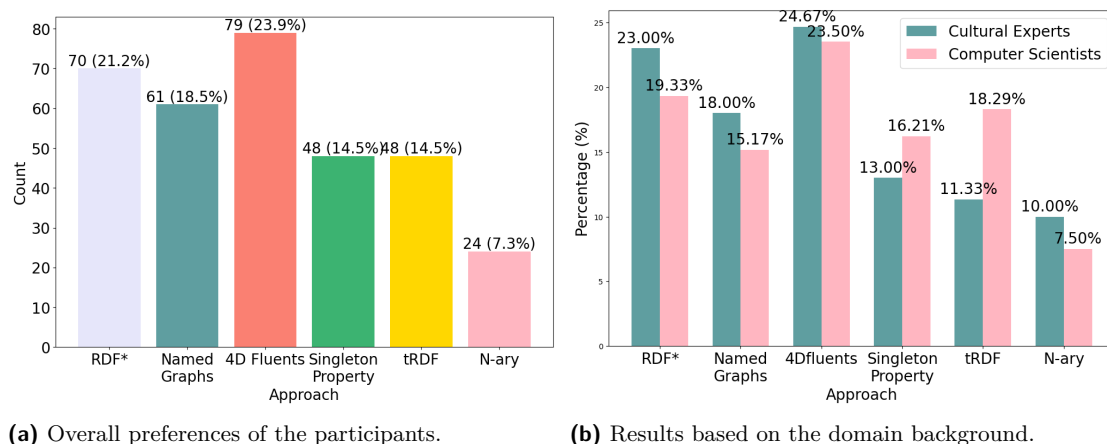 80
70
60
50
40
30
20
10
0
Count
70 (21.2%)
61 (18.5%)
79 (23.9%)
48 (14.5%)
48 (14.5%)
24 (7.3%)
RDF*
Named
Graphs
4D Fluents
Singleton
Property
tRDF
N-ary
Approach
(a) Overall preferences of the participants.
25
20
15
10
5
0
Percentage (%)
Cultural Experts
Computer Scientists
23.00%
19.33%
18.00%
15.17%
24.67%
23.50%
13.00%
16.21%
11.33%
18.29%
10.00%
7.50%
RDF*
Named
Graphs
4Dfluents
Singleton
Property
tRDF
N-ary
Approach
(b) Results based on the domain background.